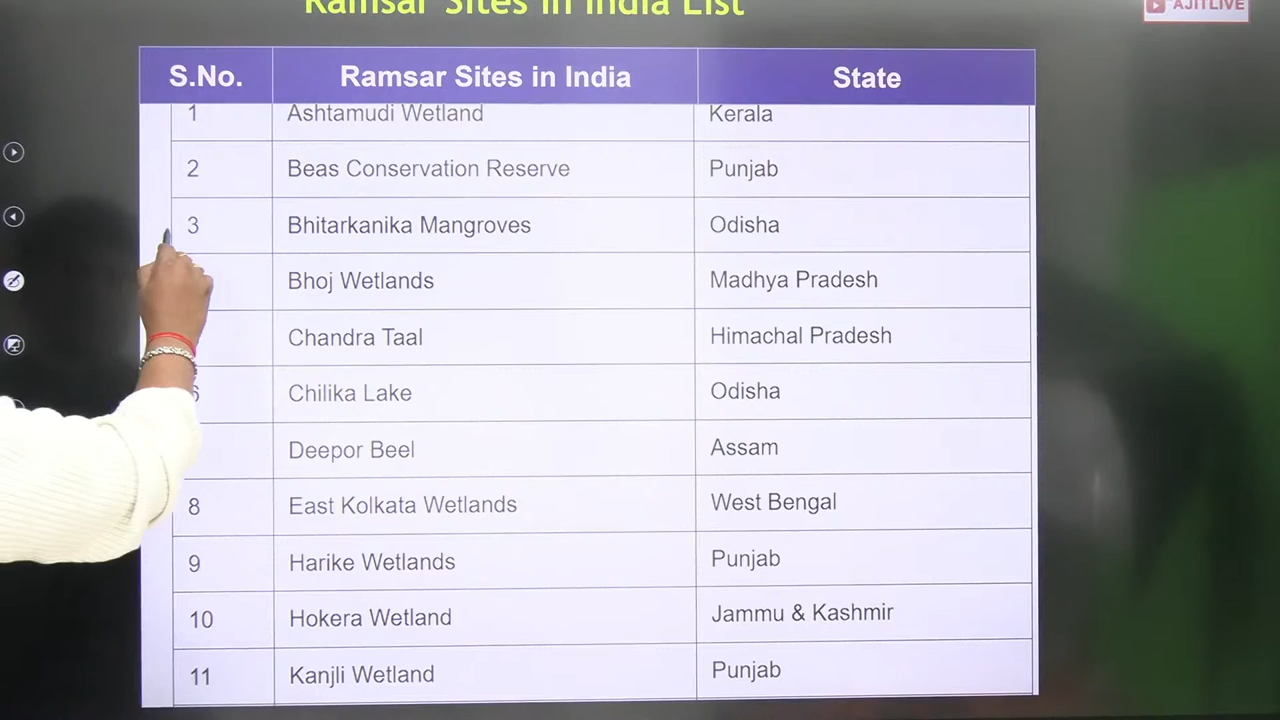 Ramsar Sites in India List
AJITLIVE
S.No. Ramsar Sites in India State
1 Ashtamudi Wetland Kerala
2 Beas Conservation Reserve Punjab
3 Bhitarkanika Mangroves Odisha
Bhoj Wetlands Madhya Pradesh
Chandra Taal Himachal Pradesh
6 Chilika Lake Odisha
Deepor Beel Assam
8 East Kolkata Wetlands West Bengal
9 Harike Wetlands Punjab
10 Hokera Wetland Jammu & Kashmir
11 Kanjli Wetland Punjab